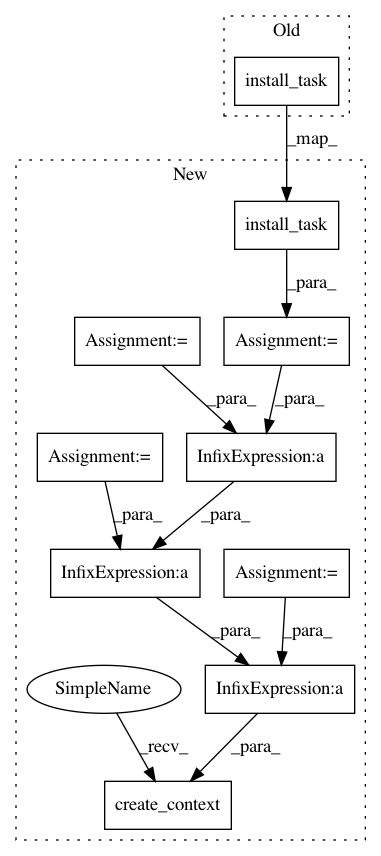 Old
install_task
_map_
New
install_task
_para_
Assignment:=
Assignment:=
_para_
_para_
Assignment:=
InfixExpression:a
_para_
_para_
InfixExpression:a
Assignment:=
_para_
_para_
SimpleName
InfixExpression:a
_recv_
_para_
create_context